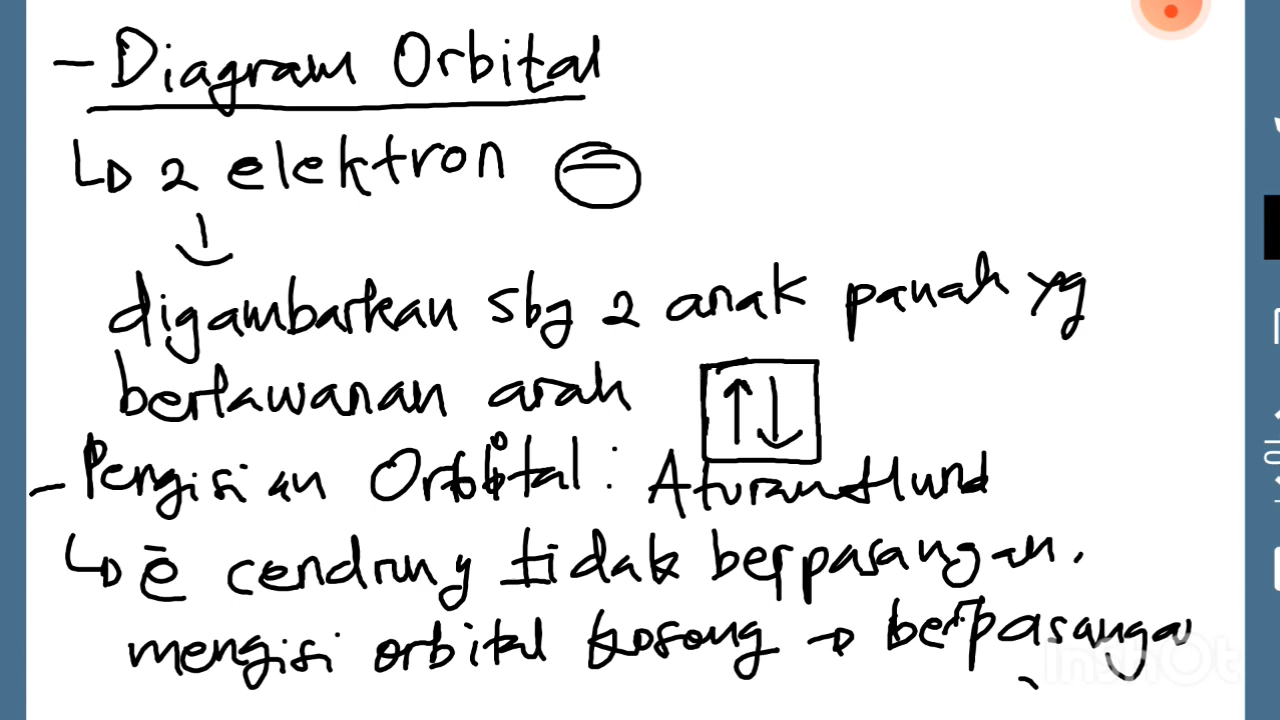 - Diagram Orbital
↳ 2 elektron ⊖
↓
digambarkan sbg 2 anak panah yg
berlawanan arah ↑↓
- Pengisian Orbital : Aturan Hund
↳ ē cendrung tidak berpasangan.
mengisi orbital kosong → berpasangan
InShOt